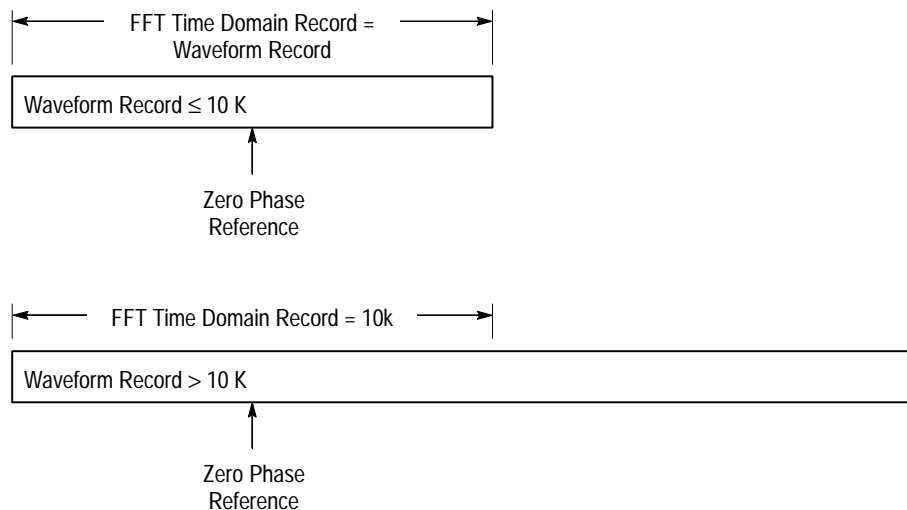 FFT Time Domain Record =
Waveform Record
Waveform Record ≤ 10 K
Zero Phase
Reference
FFT Time Domain Record = 10k
Waveform Record > 10 K
Zero Phase
Reference